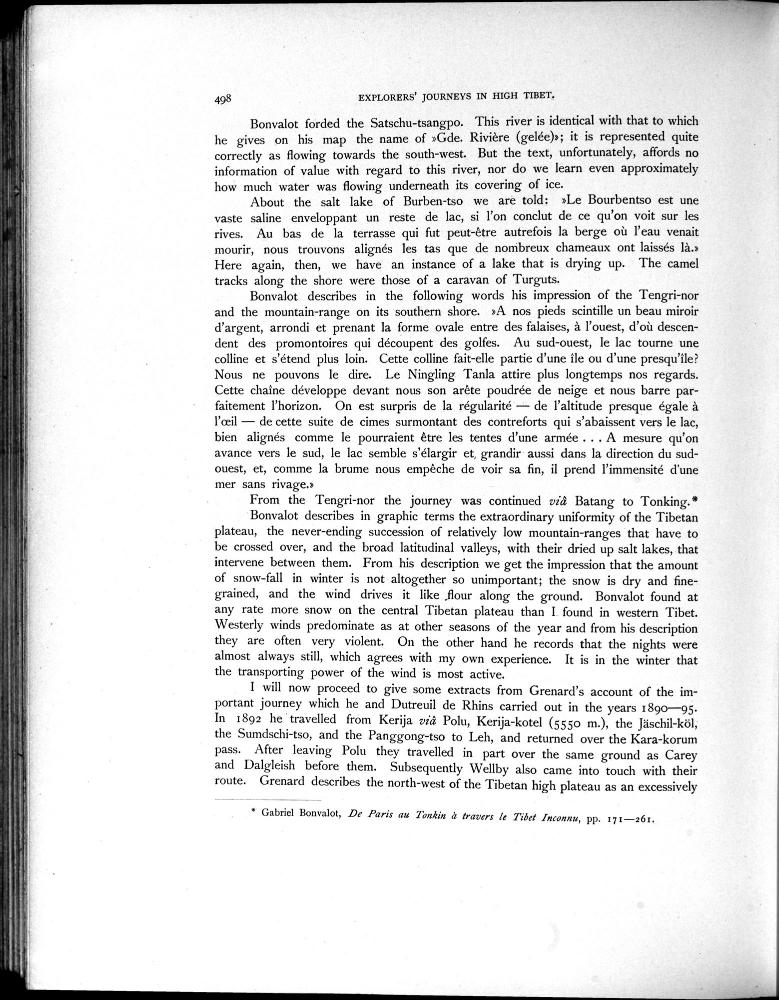 498 EXPLORERS' JOURNEYS IN HIGH TIBET.
Bonvalot forded the Satschu-tsangpo. This river is identical with that to which
he gives on his map the name of »Gde. Rivière (gelée)»; it is represented quite
correctly as flowing towards the south-west. But the text, unfortunately, affords no
information of value with regard to this river, nor do we learn even approximately
how much water was flowing underneath its covering of ice.
About the salt lake of Burben-tso we are told: »Le Bourbentso est une
vaste saline enveloppant un reste de lac, si l'on conclut de ce qu'on voit sur les
rives. Au bas de la terrasse qui fut peut-être autrefois la berge où l'eau venait
mourir, nous trouvons alignés les tas que de nombreux chameaux ont laissés là.»
Here again, then, we have an instance of a lake that is drying up. The camel
tracks along the shore were those of a caravan of Turguts.
Bonvalot describes in the following words his impression of the Tengri-nor
and the mountain-range on its southern shore. »A nos pieds scintille un beau miroir
d'argent, arrondi et prenant la forme ovale entre des falaises, à l'ouest, d'où descen-
dent des promontoires qui découpent des golfes. Au sud-ouest, le lac tourne une
colline et s'étend plus loin. Cette colline fait-elle partie d'une île ou d'une presqu'île?
Nous ne pouvons le dire. Le Ningling Tanla attire plus longtemps nos regards.
Cette chaîne développe devant nous son arête poudrée de neige et nous barre par-
faitement l'horizon. On est surpris de la régularité — de l'altitude presque égale à
l'œil — de cette suite de cimes surmontant des contreforts qui s'abaissent vers le lac,
bien alignés comme le pourraient être les tentes d'une armée . . . A mesure qu'on
avance vers le sud, le lac semble s'élargir et grandir aussi dans la direction du sud-
ouest, et, comme la brume nous empêche de voir sa fin, il prend l'immensité d'une
mer sans rivage.»
From the Tengri-nor the journey was continued viâ Batang to Tonking.*
Bonvalot describes in graphic terms the extraordinary uniformity of the Tibetan
plateau, the never-ending succession of relatively low mountain-ranges that have to
be crossed over, and the broad latitudinal valleys, with their dried up salt lakes, that
intervene between them. From his description we get the impression that the amount
of snow-fall in winter is not altogether so unimportant; the snow is dry and fine-
grained, and the wind drives it like flour along the ground. Bonvalot found at
any rate more snow on the central Tibetan plateau than I found in western Tibet.
Westerly winds predominate as at other seasons of the year and from his description
they are often very violent. On the other hand he records that the nights were
almost always still, which agrees with my own experience. It is in the winter that
the transporting power of the wind is most active.
I will now proceed to give some extracts from Grenard's account of the im-
portant journey which he and Dutreuil de Rhins carried out in the years 1890—95.
In 1892 he travelled from Kerija viâ Polu, Kerija-kotel (5550 m.), the Jäschil-köl,
the Sumdschi-tso, and the Panggong-tso to Leh, and returned over the Kara-korum
pass. After leaving Polu they travelled in part over the same ground as Carey
and Dalgleish before them. Subsequently Wellby also came into touch with their
route. Grenard describes the north-west of the Tibetan high plateau as an excessively
* Gabriel Bonvalot, De Paris au Tonkin à travers le Tibet Inconnu, pp. 171—261.